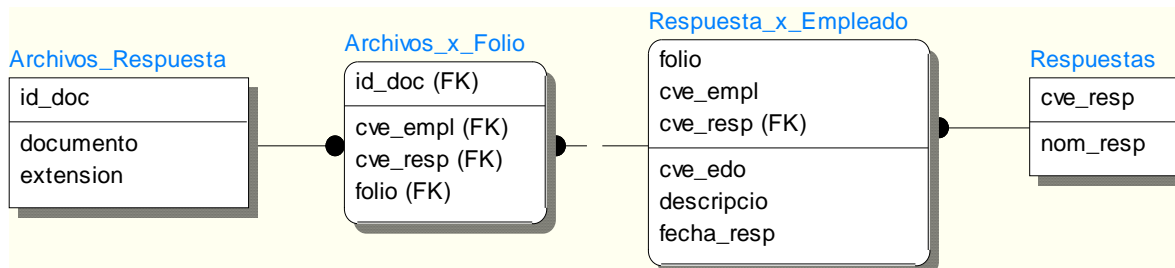 Archivos_Respuesta
id_doc
documento
extension
Archivos_x_Folio
id_doc (FK)
cve_empl (FK)
cve_resp (FK)
folio (FK)
Respuesta_x_Empleado
folio
cve_empl
cve_resp (FK)
cve_edo
descripcio
fecha_resp
Respuestas
cve_resp
nom_resp